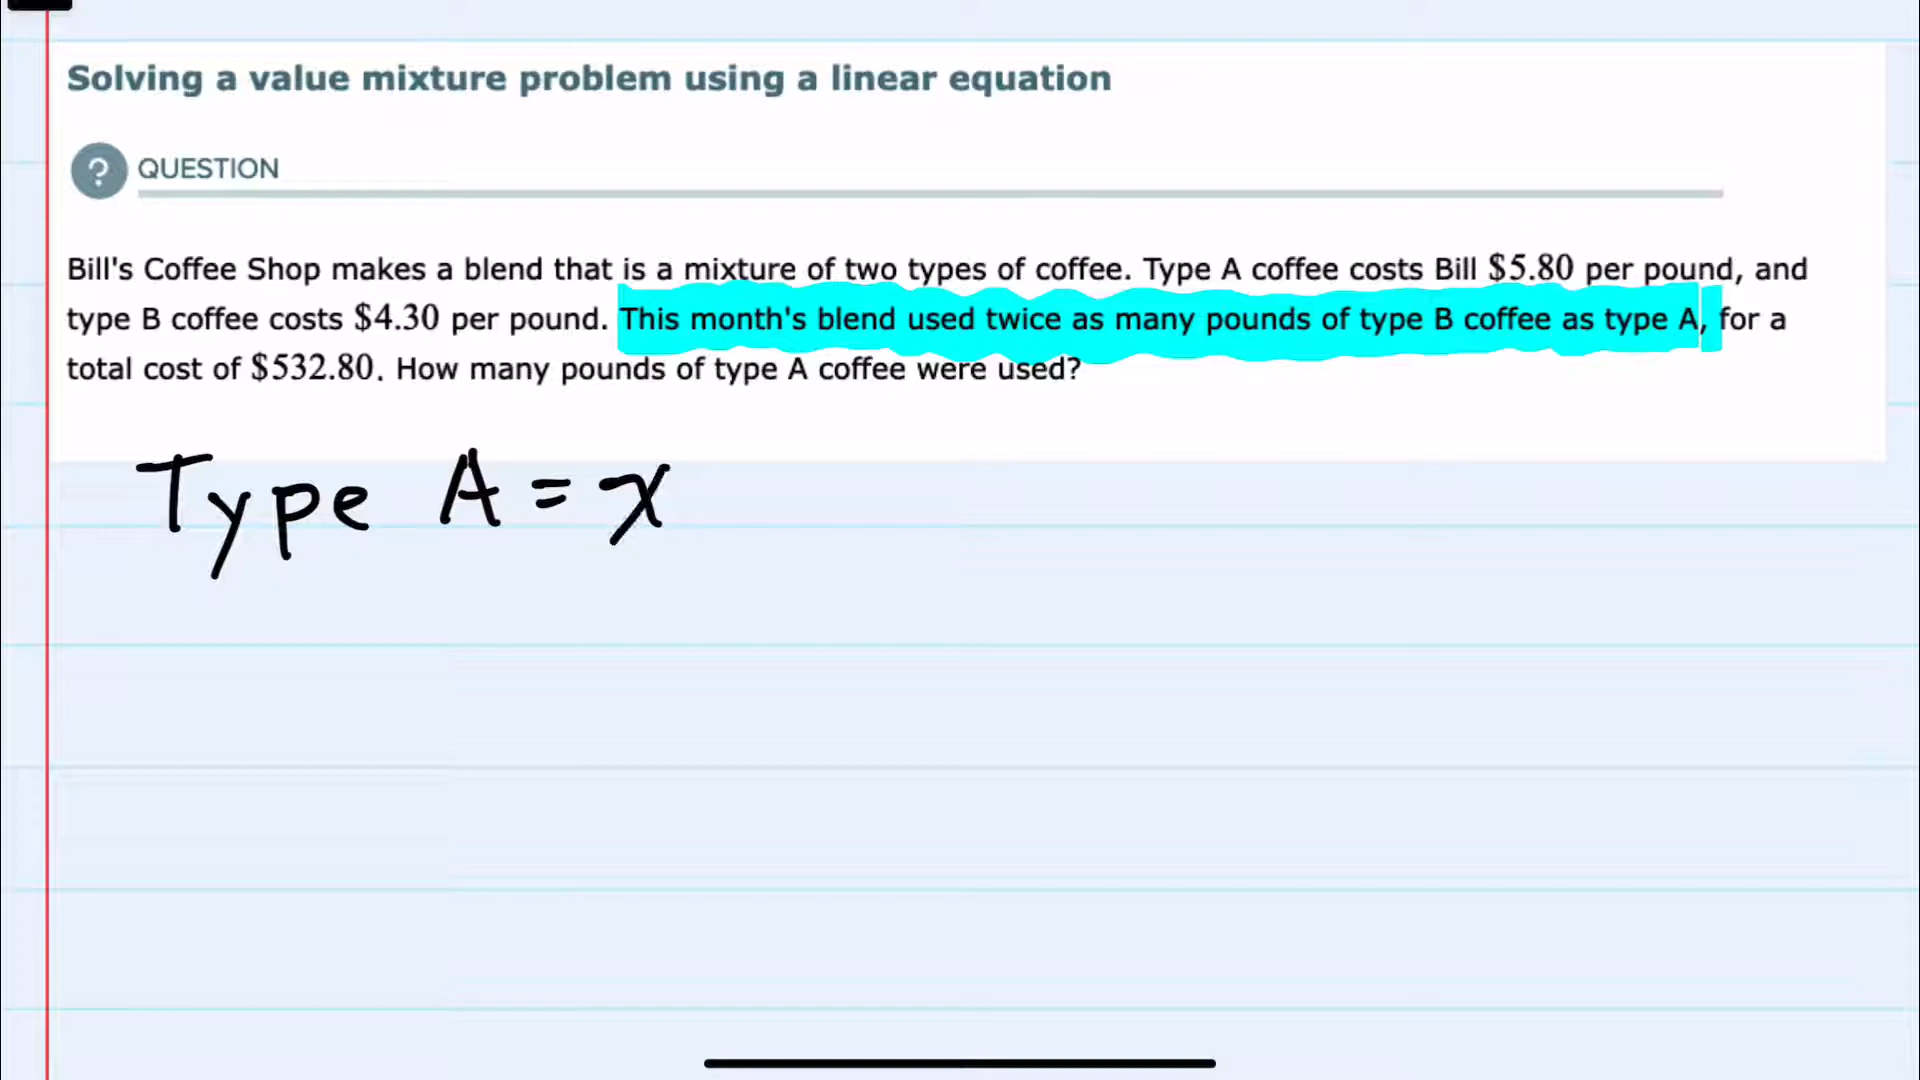 Solving a value mixture problem using a linear equation
? QUESTION
Bill's Coffee Shop makes a blend that is a mixture of two types of coffee. Type A coffee costs Bill $5.80 per pound, and
type B coffee costs $4.30 per pound. This month's blend used twice as many pounds of type B coffee as type A, for a
total cost of $532.80. How many pounds of type A coffee were used?
Type A = x